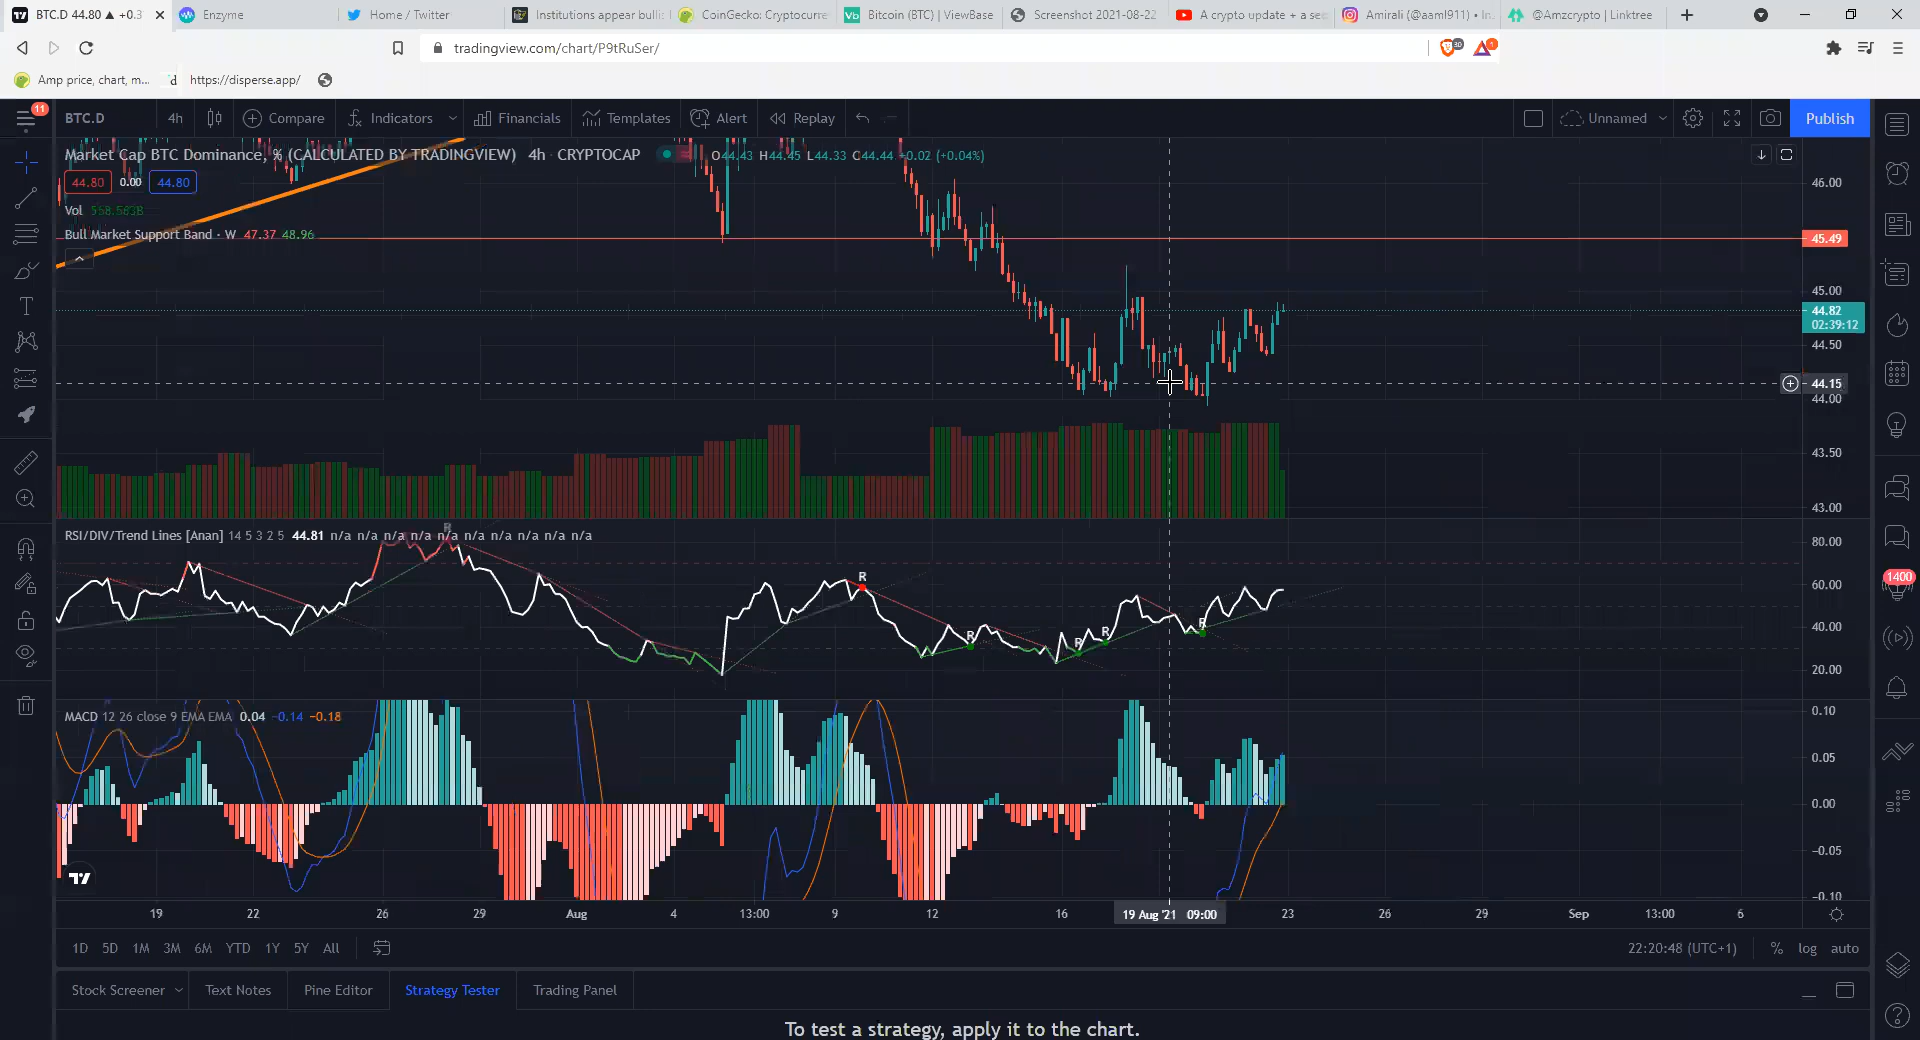 BTC.D 44.80 ▲ +0.3
Enzyme
Home / Twitter
Institutions appear bullis
CoinGecko: Cryptocurre
Bitcoin (BTC) | ViewBase
Screenshot 2021-08-22
A crypto update + a se
Amirali (@aaml911) • In
@Amzcrypto | Linktree
tradingview.com/chart/P9tRuSer/
Amp price, chart, m...
d https://disperse.app/
11
BTC.D
4h
Compare
Indicators
Financials
Templates
Alert
Replay
Unnamed
Publish
Market Cap BTC Dominance, % (CALCULATED BY TRADINGVIEW) 4h CRYPTOCAP
O44.43 H44.45 L44.33 C44.44 +0.02 (+0.04%)
44.80 0.00 44.80
Vol
Bull Market Support Band · W 47.37 48.96
46.00
45.49
45.00
44.82
02:39:12
44.50
44.15
44.00
43.50
43.00
RSI/DIV/Trend Lines [Anan] 14 5 3 2 5 44.81 n/a n/a n/a n/a n/a n/a n/a n/a n/a n/a
R
R
R
R
R
R
80.00
60.00
40.00
20.00
1400
MACD 12 26 close 9 EMA EMA 0.04 −0.14 −0.18
0.10
0.05
0.00
−0.05
−0.10
19 22 26 29 Aug 4 13:00 9 12 16 19 Aug '21 09:00 23 26 29 Sep 13:00 6
1D 5D 1M 3M 6M YTD 1Y 5Y All
22:20:48 (UTC+1) % log auto
Stock Screener
Text Notes
Pine Editor
Strategy Tester
Trading Panel
To test a strategy, apply it to the chart.